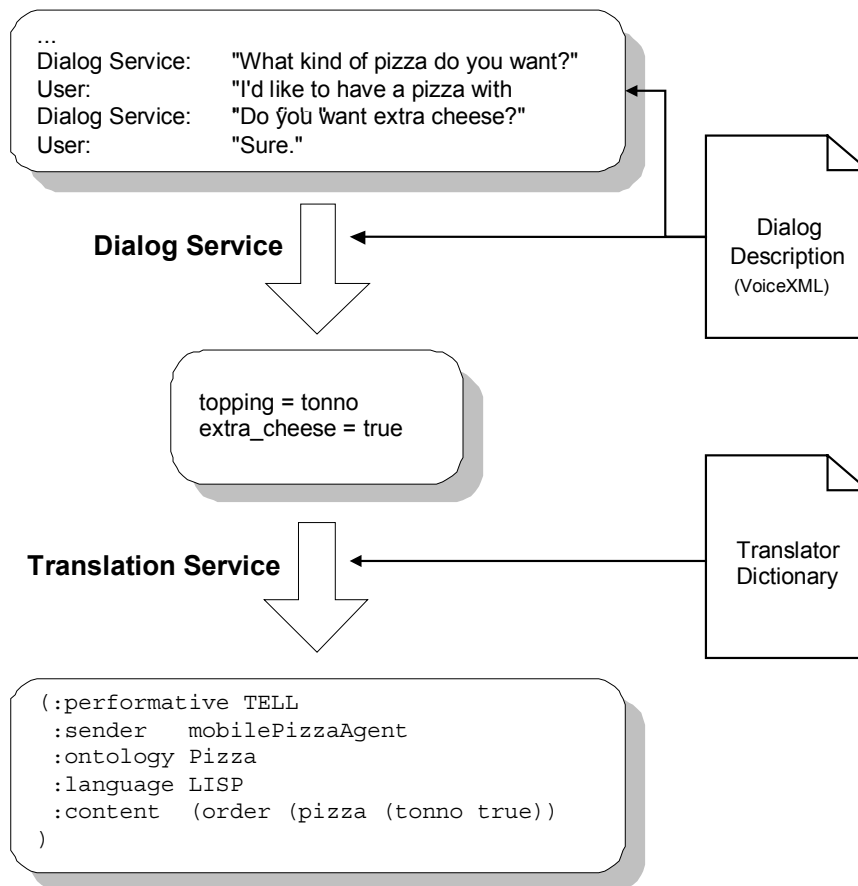 ...
Dialog Service: "What kind of pizza do you want?"
User: "I'd like to have a pizza with
Dialog Service: "Do you want extra cheese?"
User: "Sure."
Dialog Service
Dialog
Description
(VoiceXML)
topping = tonno
extra_cheese = true
Translation Service
Translator
Dictionary
(:performative TELL
:sender mobilePizzaAgent
:ontology Pizza
:language LISP
:content (order (pizza (tonno true))
)